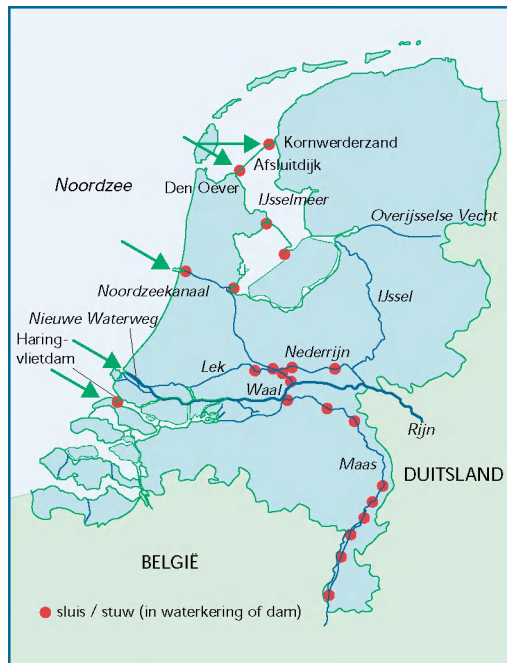 Kornwerderzand
Afsluitdijk
Den Oever
Noordzee
IJsselmeer
Overijsselse Vecht
Noordzeekanaal
IJssel
Nieuwe Waterweg
Haring-
vlietdam
Lek
Nederrijn
Waal
Rijn
Maas
DUITSLAND
BELGIË
sluis / stuw (in waterkering of dam)